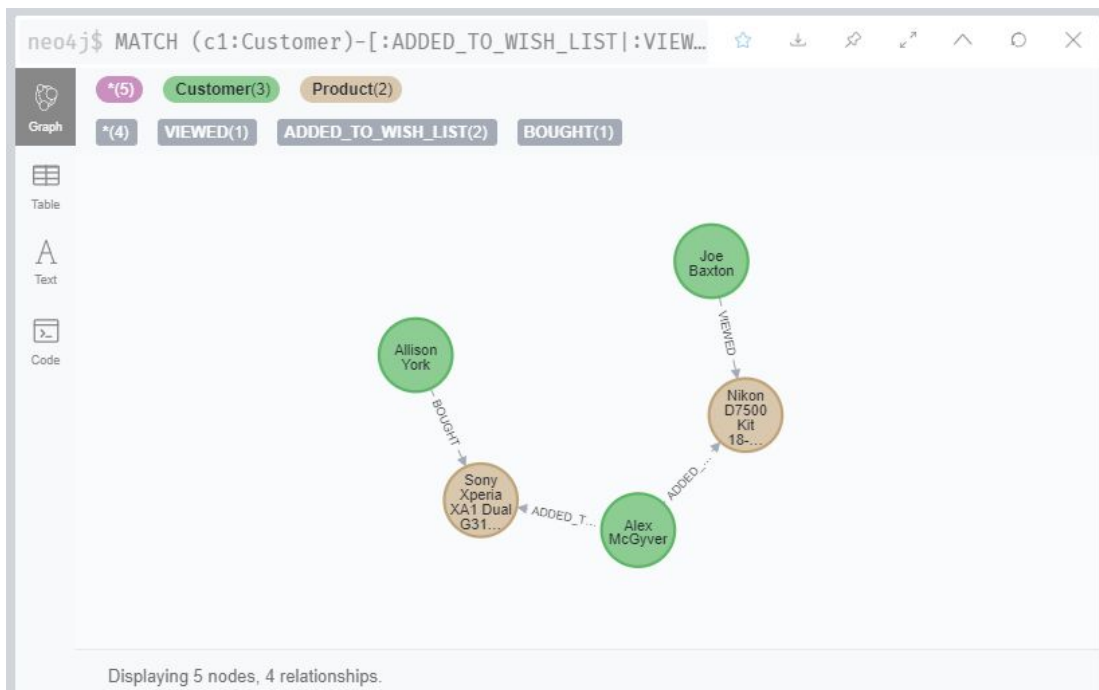 neo4j$ MATCH (c1:Customer)-[:ADDED_TO_WISH_LIST|:VIEW…
*(5) Customer(3) Product(2)
*(4) VIEWED(1) ADDED_TO_WISH_LIST(2) BOUGHT(1)
Graph
Table
A
Text
Code
Joe
Baxton
VIEWED
Allison
York
BOUGHT
Nikon
D7500
Kit
18-...
ADDED_...
Sony
Xperia
XA1 Dual
G31...
ADDED_T...
Alex
McGyver
Displaying 5 nodes, 4 relationships.